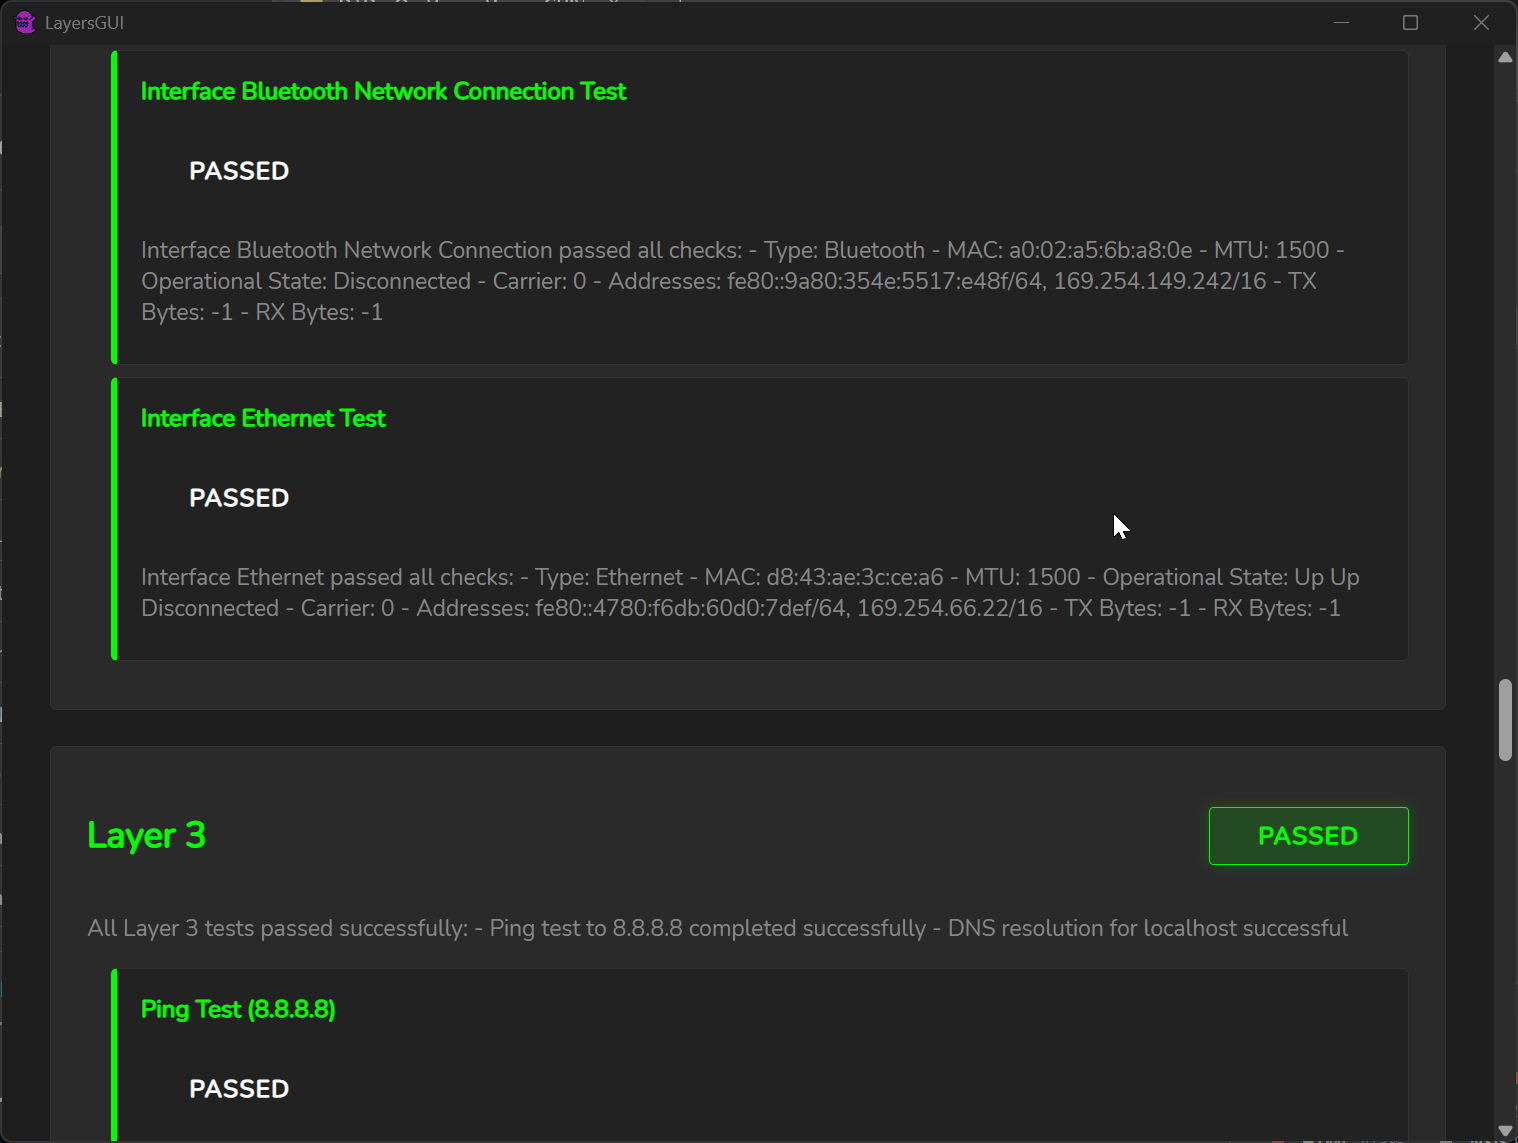 LayersGUI
Interface Bluetooth Network Connection Test
PASSED
Interface Bluetooth Network Connection passed all checks: - Type: Bluetooth - MAC: a0:02:a5:6b:a8:0e - MTU: 1500 -
Operational State: Disconnected - Carrier: 0 - Addresses: fe80::9a80:354e:5517:e48f/64, 169.254.149.242/16 - TX
Bytes: -1 - RX Bytes: -1
Interface Ethernet Test
PASSED
Interface Ethernet passed all checks: - Type: Ethernet - MAC: d8:43:ae:3c:ce:a6 - MTU: 1500 - Operational State: Up Up
Disconnected - Carrier: 0 - Addresses: fe80::4780:f6db:60d0:7def/64, 169.254.66.22/16 - TX Bytes: -1 - RX Bytes: -1
Layer 3
PASSED
All Layer 3 tests passed successfully: - Ping test to 8.8.8.8 completed successfully - DNS resolution for localhost successful
Ping Test (8.8.8.8)
PASSED